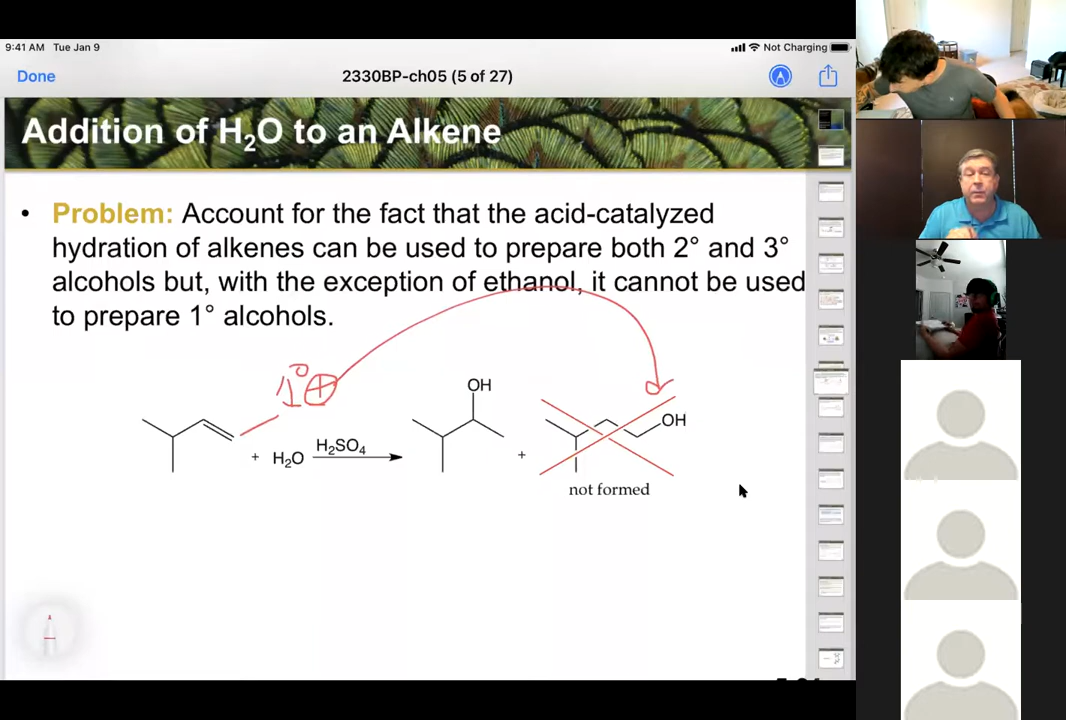 9:41 AM Tue Jan 9
Not Charging
Done
2330BP-ch05 (5 of 27)
Addition of H₂O to an Alkene
• Problem: Account for the fact that the acid-catalyzed
hydration of alkenes can be used to prepare both 2° and 3°
alcohols but, with the exception of ethanol, it cannot be used
to prepare 1° alcohols.
1° +
OH
OH
+ H₂O
H₂SO₄
+
not formed